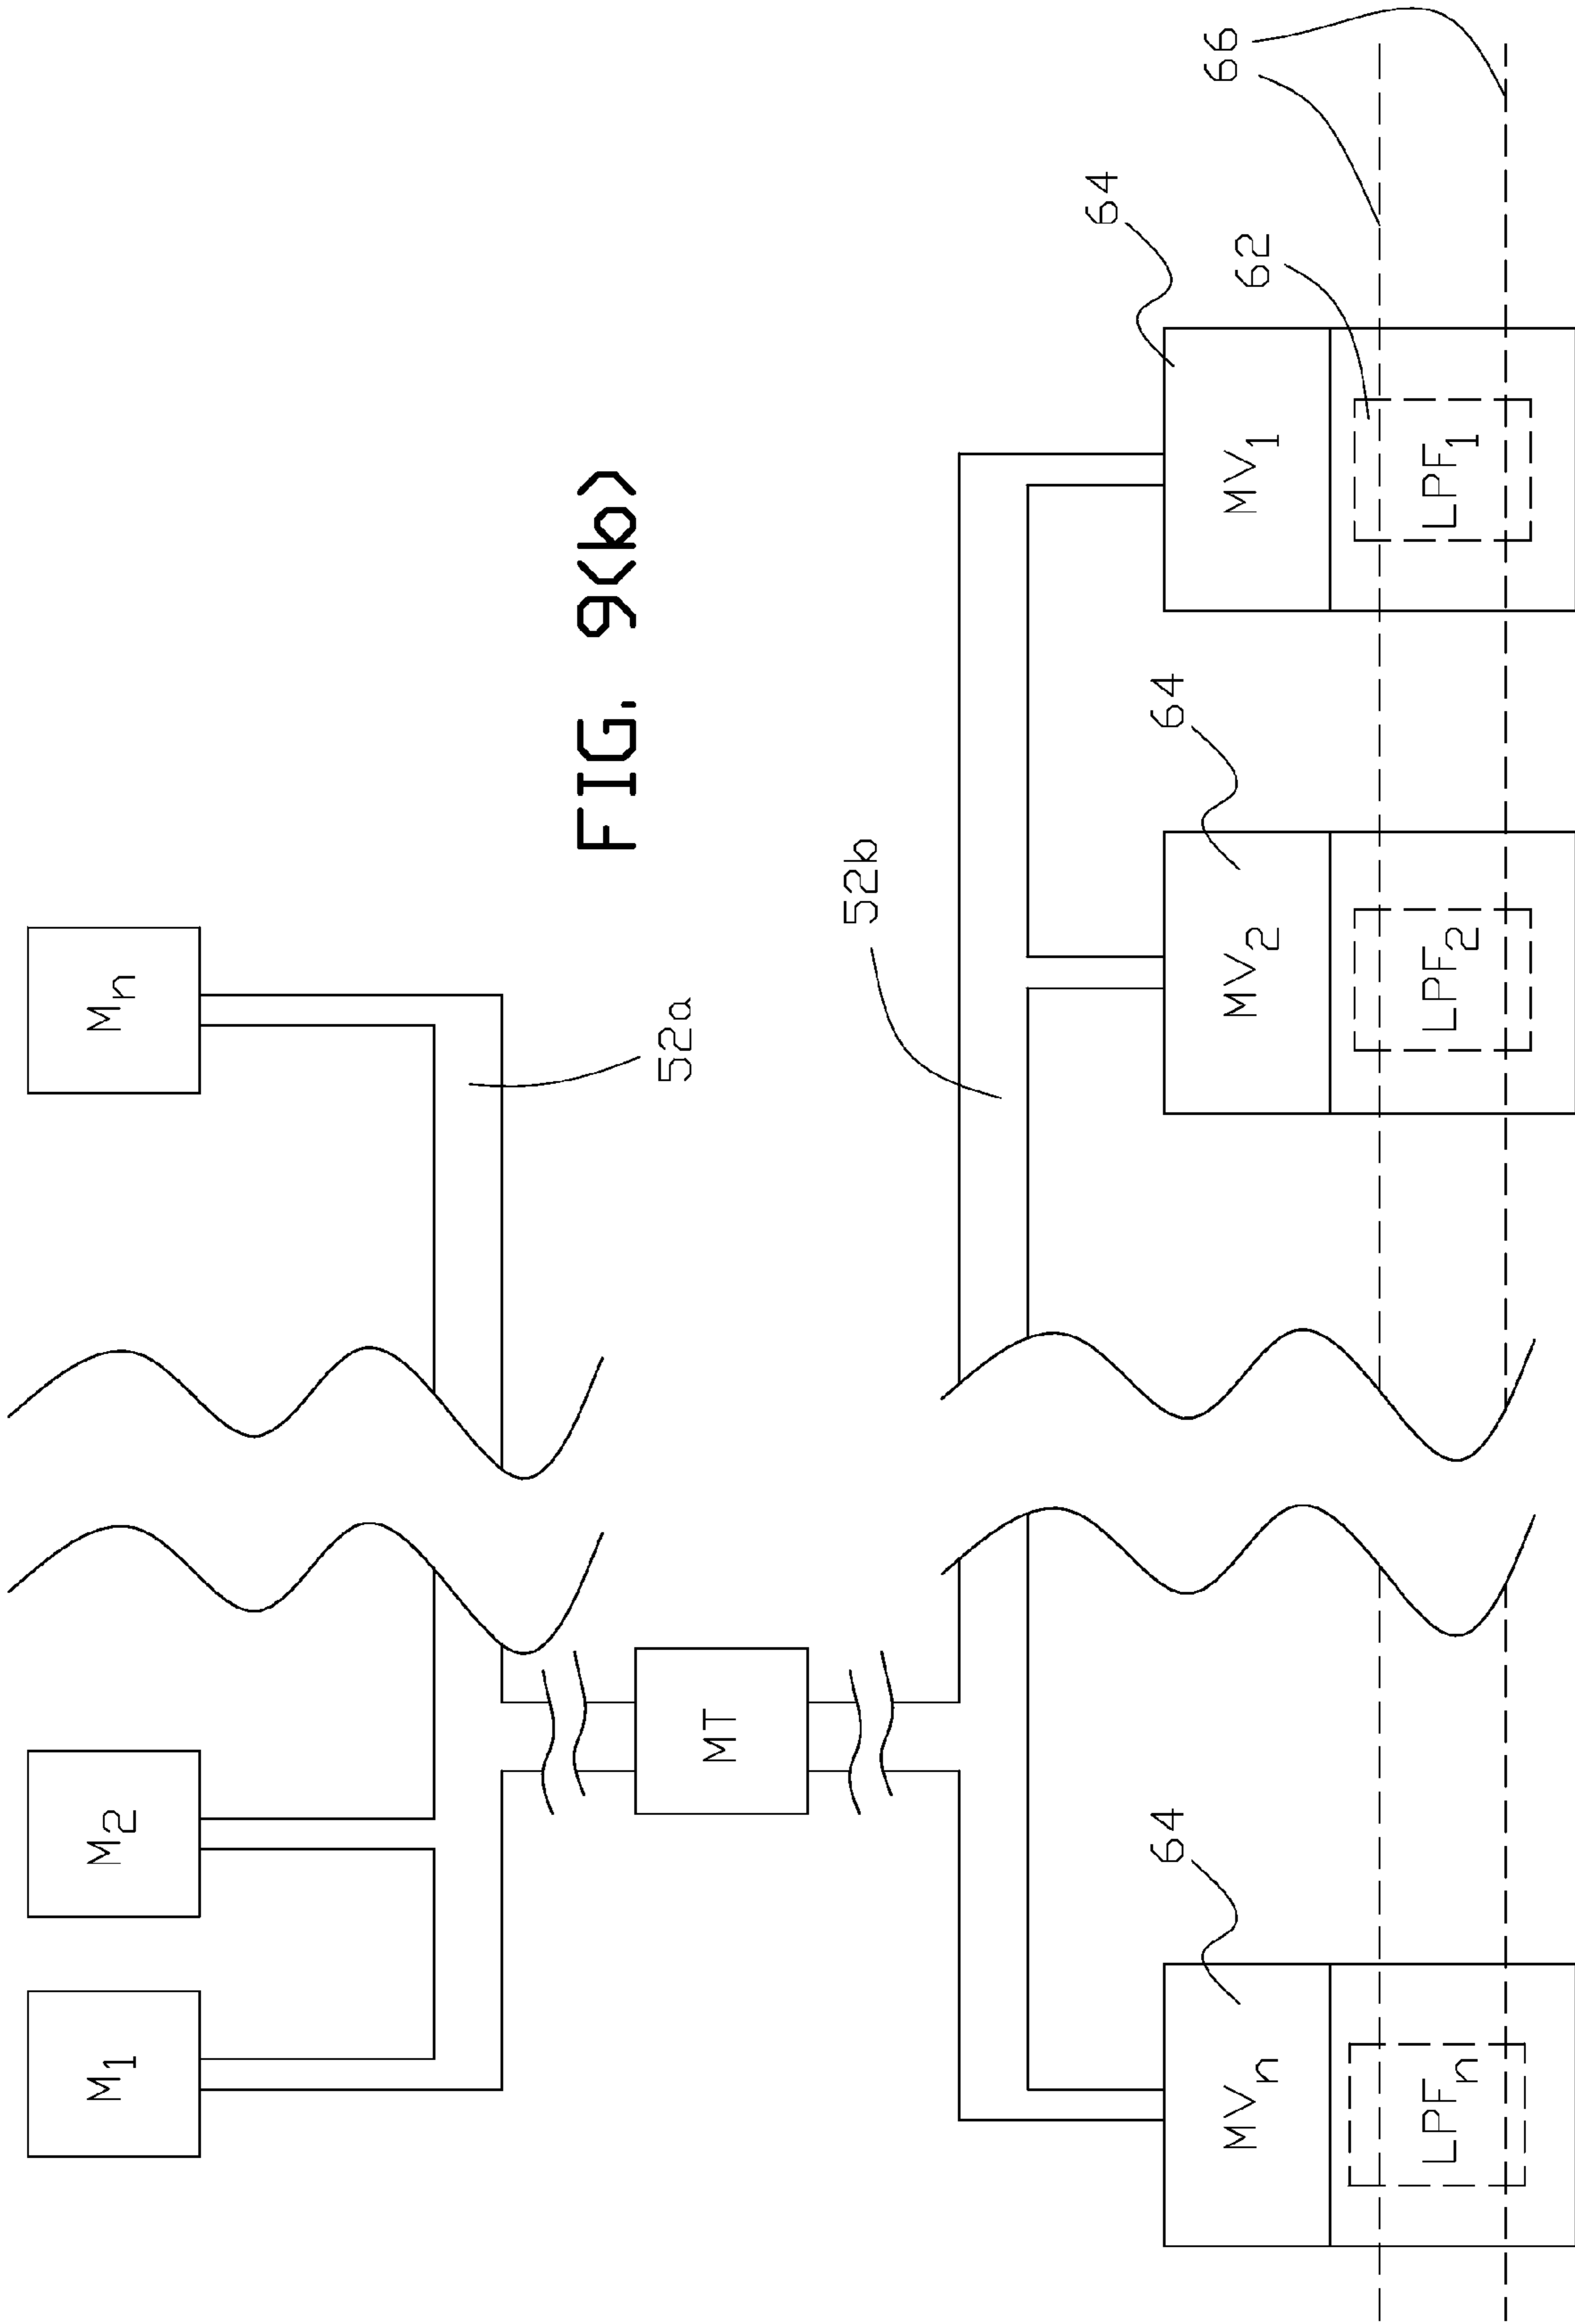 M1 M2 Mn
FIG. 9(b)
52a
MT
52b
64
64 64
66
MVn MV2 MV1
62
LPFn LPF2 LPF1